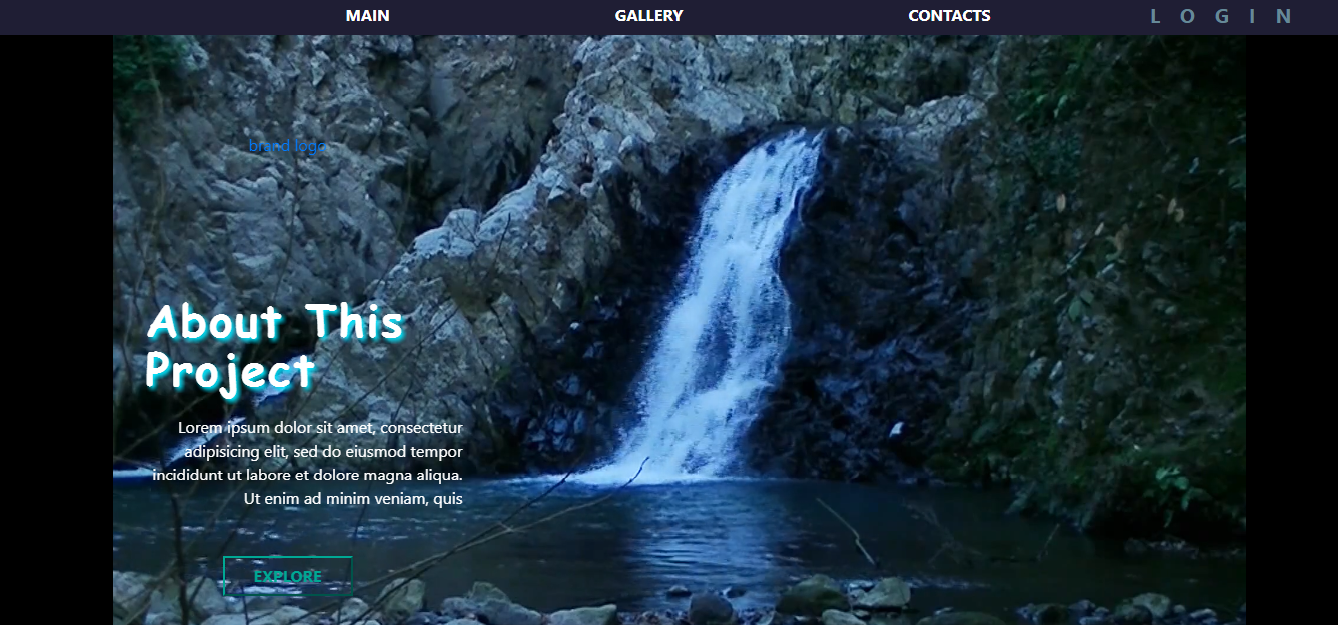 MAIN
GALLERY
CONTACTS
L O G I N
brand logo
About This
Project
Lorem ipsum dolor sit amet, consectetur
adipisicing elit, sed do eiusmod tempor
incididunt ut labore et dolore magna aliqua.
Ut enim ad minim veniam, quis
EXPLORE